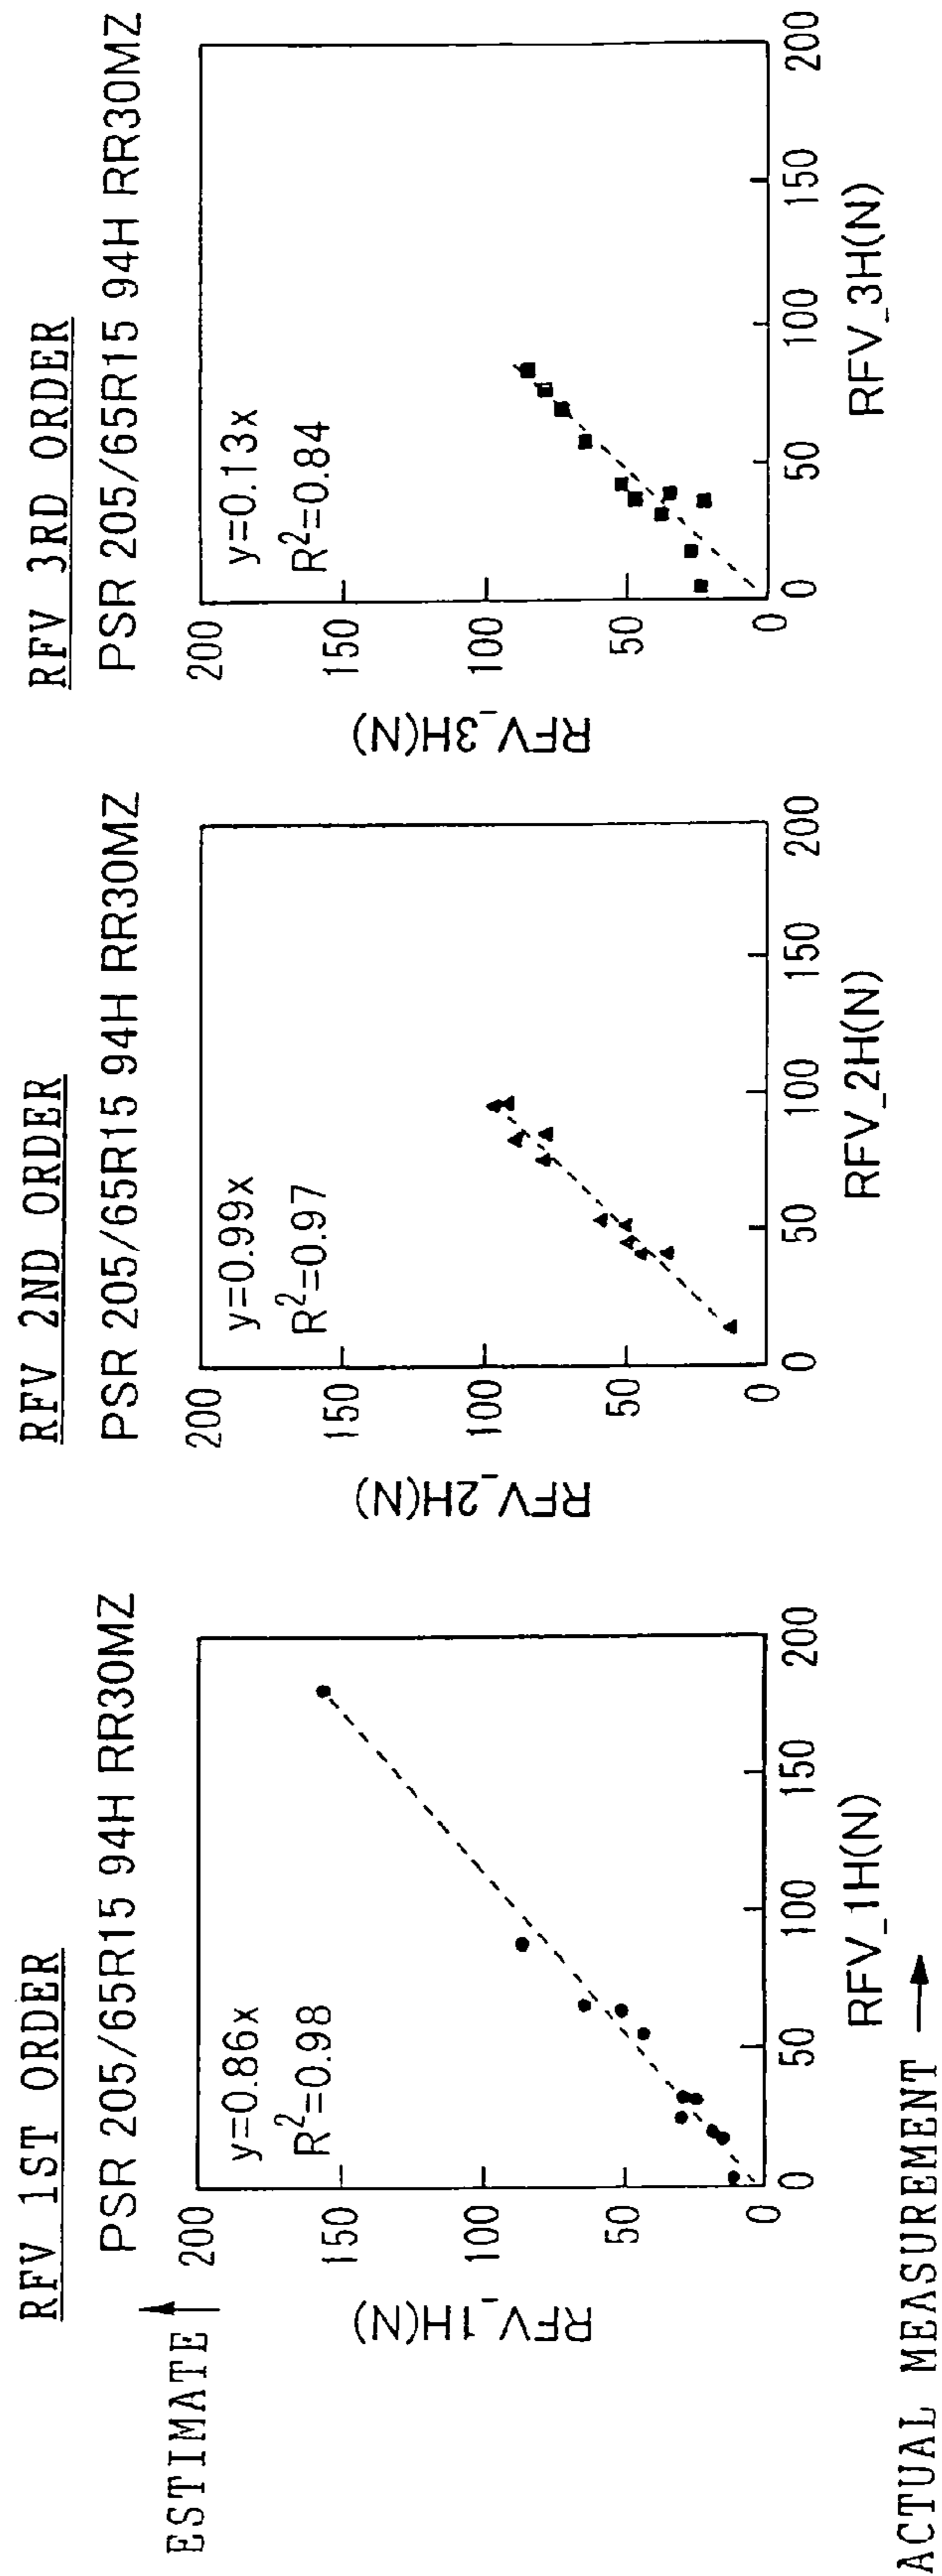 RFV 1ST ORDER
PSR 205/65R15 94H RR30MZ
ESTIMATE
RFV_1H(N)
200
150
100
50
0
y=0.86x
R²=0.98
0
50
100
150
200
RFV_1H(N)
ACTUAL MEASUREMENT
RFV 2ND ORDER
PSR 205/65R15 94H RR30MZ
RFV_2H(N)
200
150
100
50
0
y=0.99x
R²=0.97
0
50
100
150
200
RFV_2H(N)
RFV 3RD ORDER
PSR 205/65R15 94H RR30MZ
RFV_3H(N)
200
150
100
50
0
y=0.13x
R²=0.84
0
50
100
150
200
RFV_3H(N)